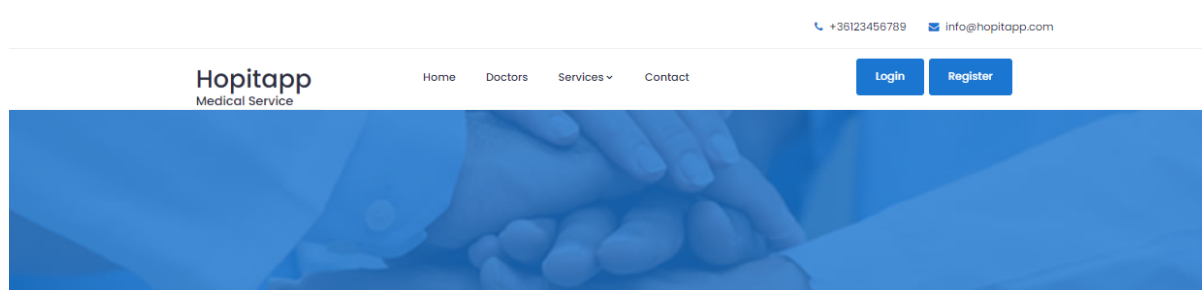 +36123456789 info@hopitapp.com
Hopitapp
Medical Service
Home Doctors Services Contact
Login Register